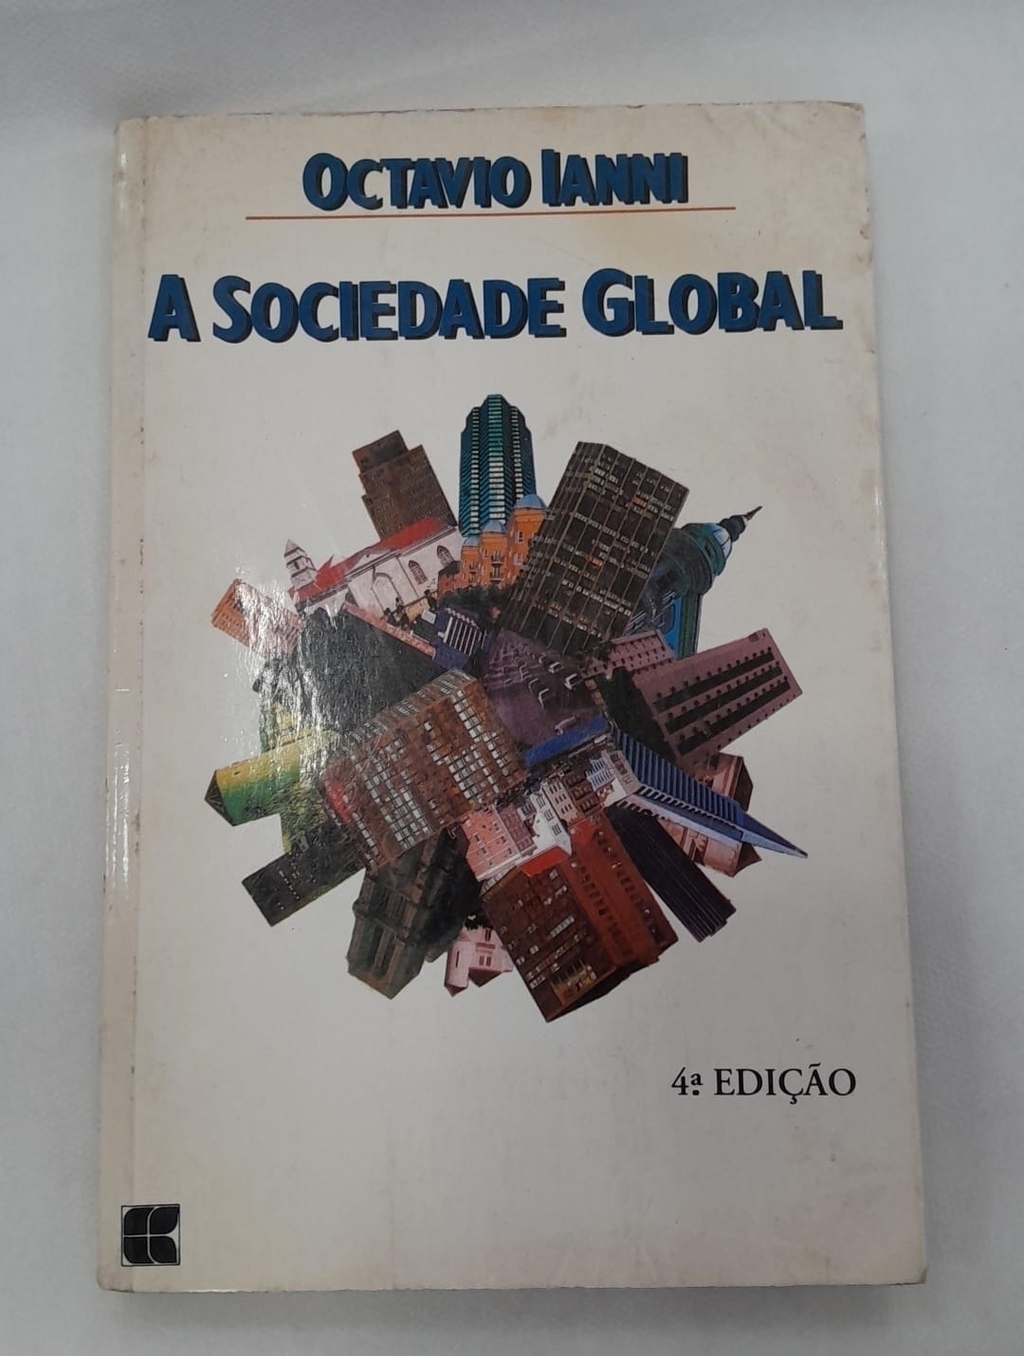 OCTAVIO IANNI
A SOCIEDADE GLOBAL
4ª. EDIÇÃO